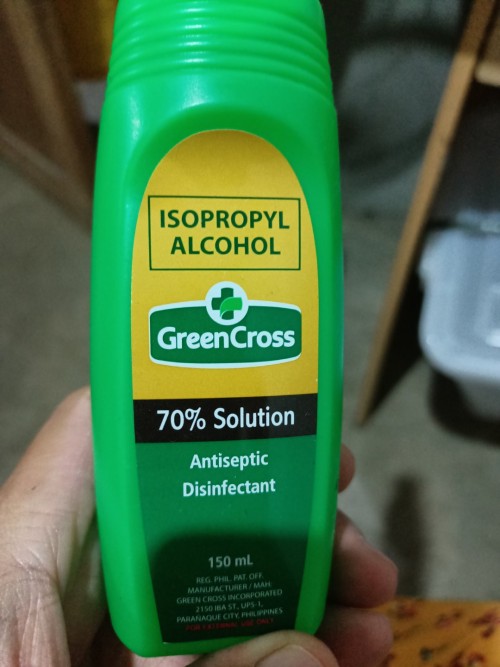 ISOPROPYL
ALCOHOL
GreenCross
70% Solution
Antiseptic
Disinfectant
150 mL
REG. PHIL. PAT. OFF.
MANUFACTURER / MAH:
GREEN CROSS INCORPORATED
2150 IBA ST., UPS-1,
PARAÑAQUE CITY, PHILIPPINES
FOR EXTERNAL USE ONLY